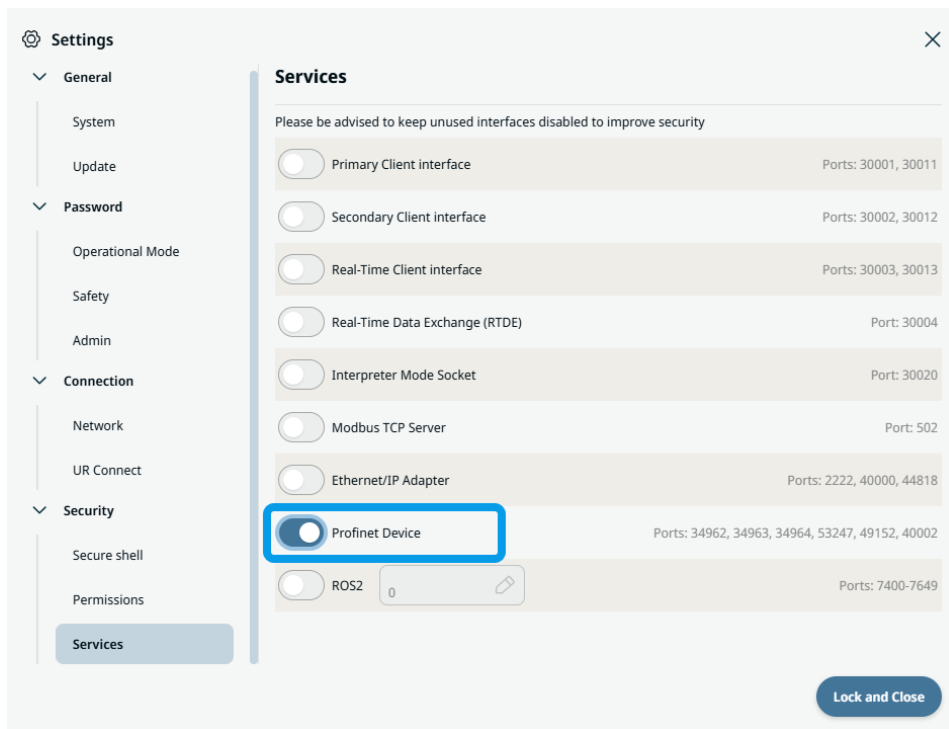 Settings
General
System
Update
Password
Operational Mode
Safety
Admin
Connection
Network
UR Connect
Security
Secure shell
Permissions
Services
Services
Please be advised to keep unused interfaces disabled to improve security
Primary Client interface Ports: 30001, 30011
Secondary Client interface Ports: 30002, 30012
Real-Time Client interface Ports: 30003, 30013
Real-Time Data Exchange (RTDE) Port: 30004
Interpreter Mode Socket Port: 30020
Modbus TCP Server Port: 502
Ethernet/IP Adapter Ports: 2222, 40000, 44818
Profinet Device Ports: 34962, 34963, 34964, 53247, 49152, 40002
ROS2 0 Ports: 7400-7649
Lock and Close